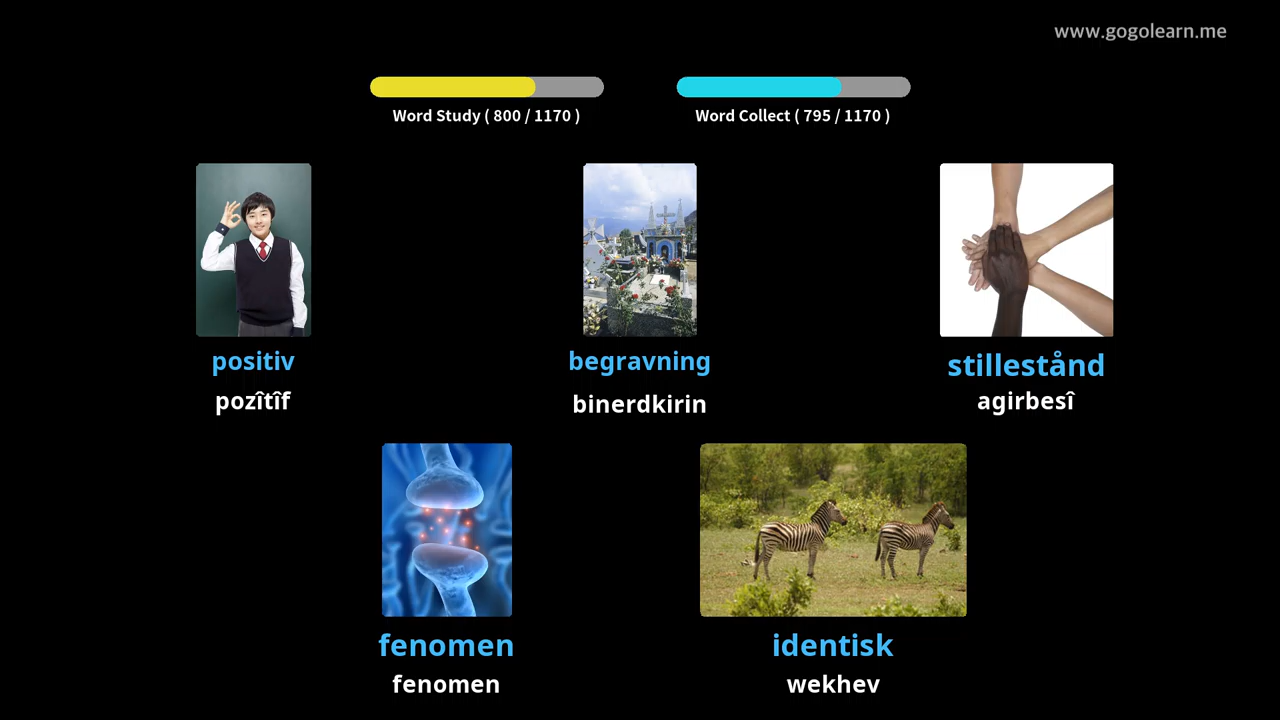 www.gogolearn.me
Word Study ( 800 / 1170 )
Word Collect ( 795 / 1170 )
positiv
pozîtîf
begravning
binerdkirin
stillestånd
agirbesî
fenomen
fenomen
identisk
wekhev